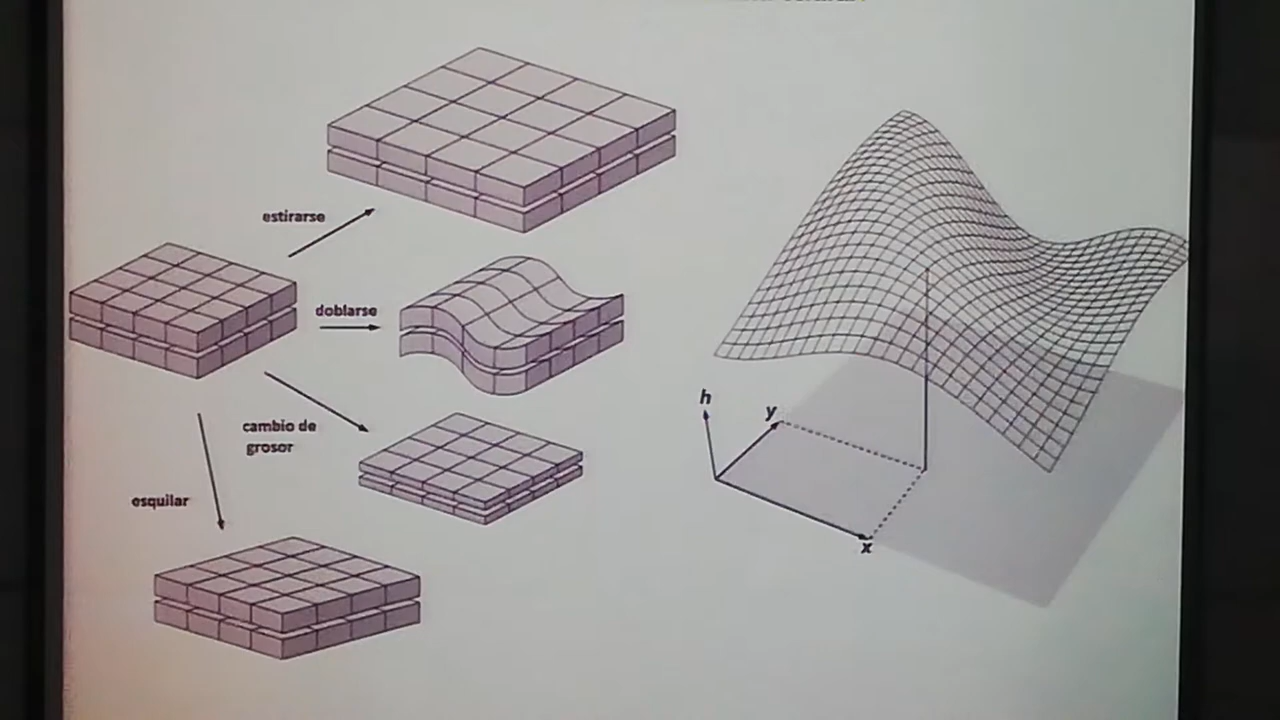 estirarse
doblarse
cambio de
grosor
esquilar
h
y
x